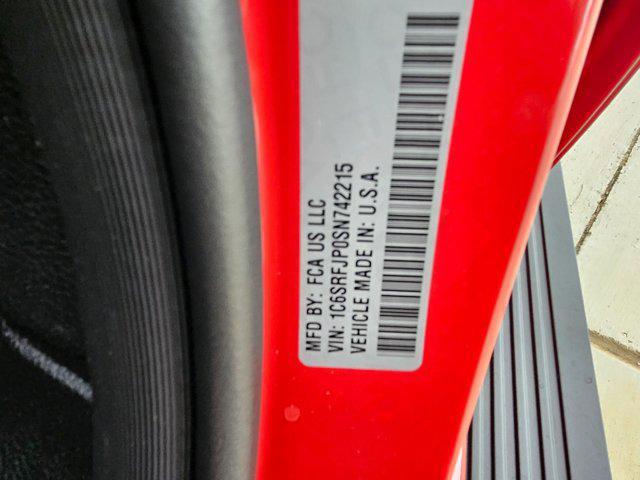 MFD BY: FCA US LLC
VIN: 1C6SRFJP0SN742215
VEHICLE MADE IN: U.S.A.